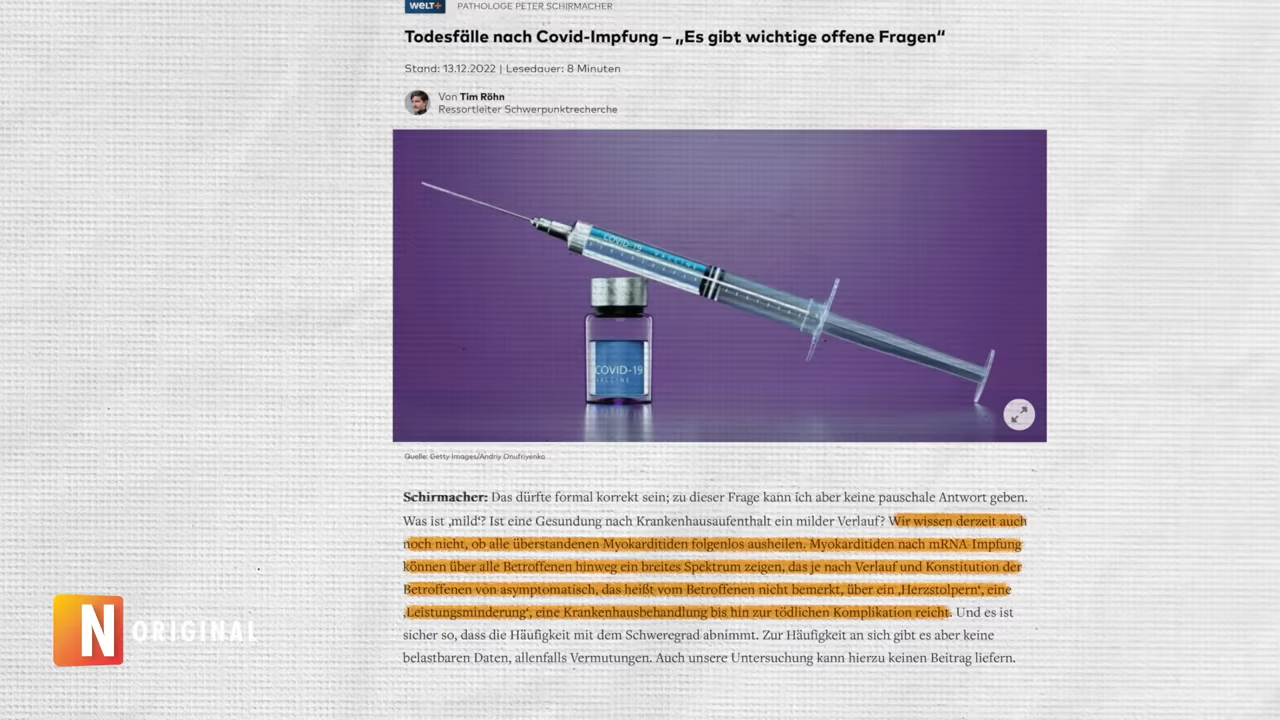 welt+ PATHOLOGE PETER SCHIRMACHER
Todesfälle nach Covid-Impfung – „Es gibt wichtige offene Fragen“
Stand: 13.12.2022 | Lesedauer: 8 Minuten
Von Tim Röhn
Ressortleiter Schwerpunktrecherche
COVID-19
COVID-19
VACCINE
Quelle: Getty Images/Andriy Onufriyenko
Schirmacher: Das dürfte formal korrekt sein; zu dieser Frage kann ich aber keine pauschale Antwort geben.
Was ist ‚mild‘? Ist eine Gesundung nach Krankenhausaufenthalt ein milder Verlauf? Wir wissen derzeit auch
noch nicht, ob alle überstandenen Myokarditiden folgenlos ausheilen. Myokarditiden nach mRNA-Impfung
können über alle Betroffenen hinweg ein breites Spektrum zeigen, das je nach Verlauf und Konstitution der
Betroffenen von asymptomatisch, das heißt vom Betroffenen nicht bemerkt, über ein ‚Herzstolpern‘, eine
‚Leistungsminderung‘, eine Krankenhausbehandlung bis hin zur tödlichen Komplikation reicht. Und es ist
sicher so, dass die Häufigkeit mit dem Schweregrad abnimmt. Zur Häufigkeit an sich gibt es aber keine
belastbaren Daten, allenfalls Vermutungen. Auch unsere Untersuchung kann hierzu keinen Beitrag liefern.
N ORIGINAL